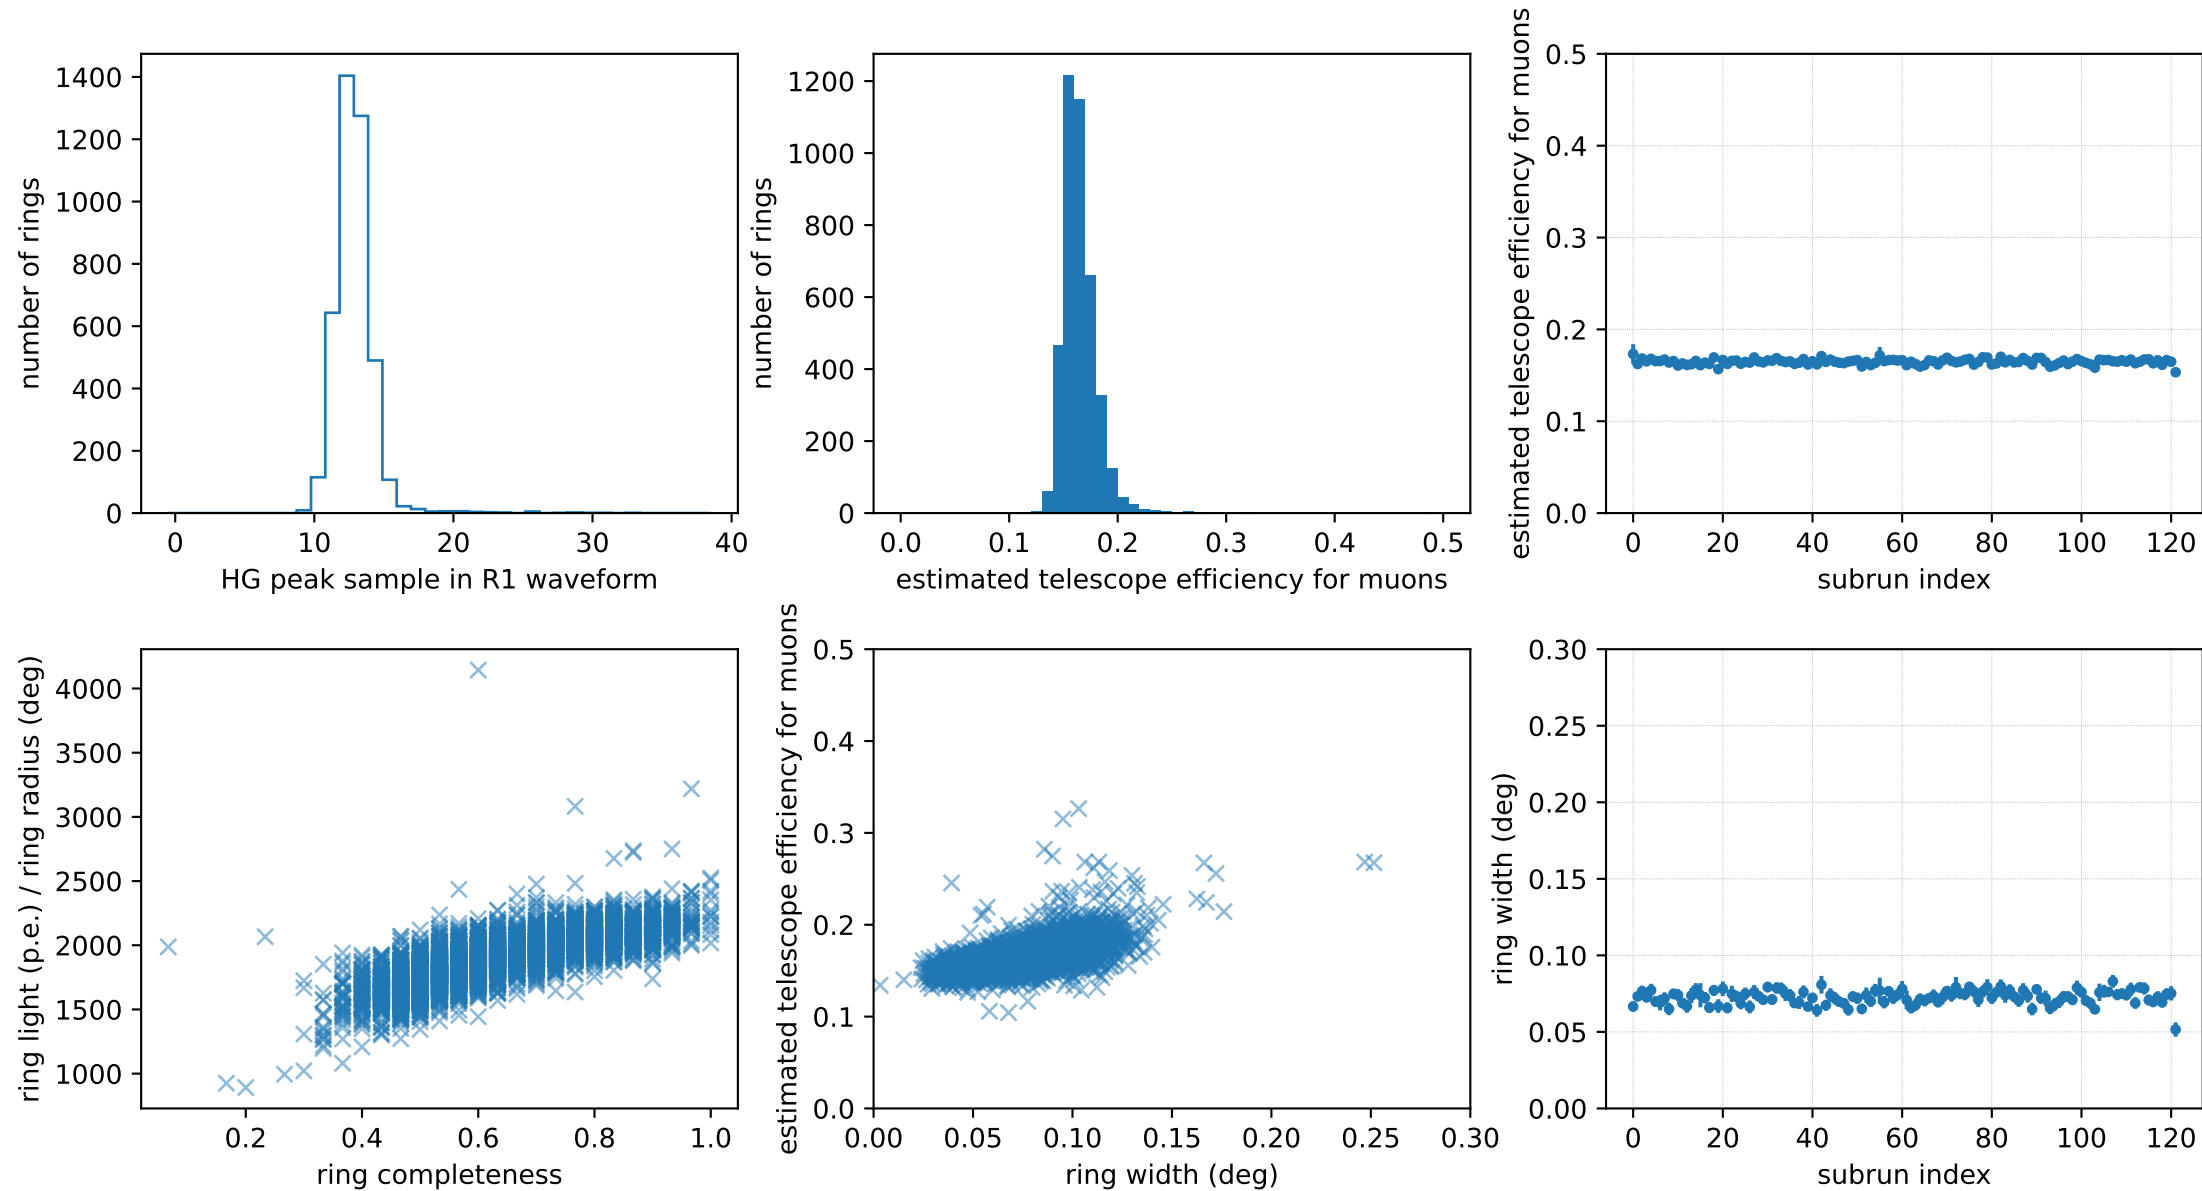 number of rings
1400
1200
1000
800
600
400
200
0
0 10 20 30 40
HG peak sample in R1 waveform
number of rings
1200
1000
800
600
400
200
0
0.0 0.1 0.2 0.3 0.4 0.5
estimated telescope efficiency for muons
estimated telescope efficiency for muons
0.5
0.4
0.3
0.2
0.1
0.0
0 20 40 60 80 100 120
subrun index
ring light (p.e.) / ring radius (deg)
4000
3500
3000
2500
2000
1500
1000
0.2 0.4 0.6 0.8 1.0
ring completeness
estimated telescope efficiency for muons
0.5
0.4
0.3
0.2
0.1
0.0
0.00 0.05 0.10 0.15 0.20 0.25 0.30
ring width (deg)
ring width (deg)
0.30
0.25
0.20
0.15
0.10
0.05
0.00
0 20 40 60 80 100 120
subrun index